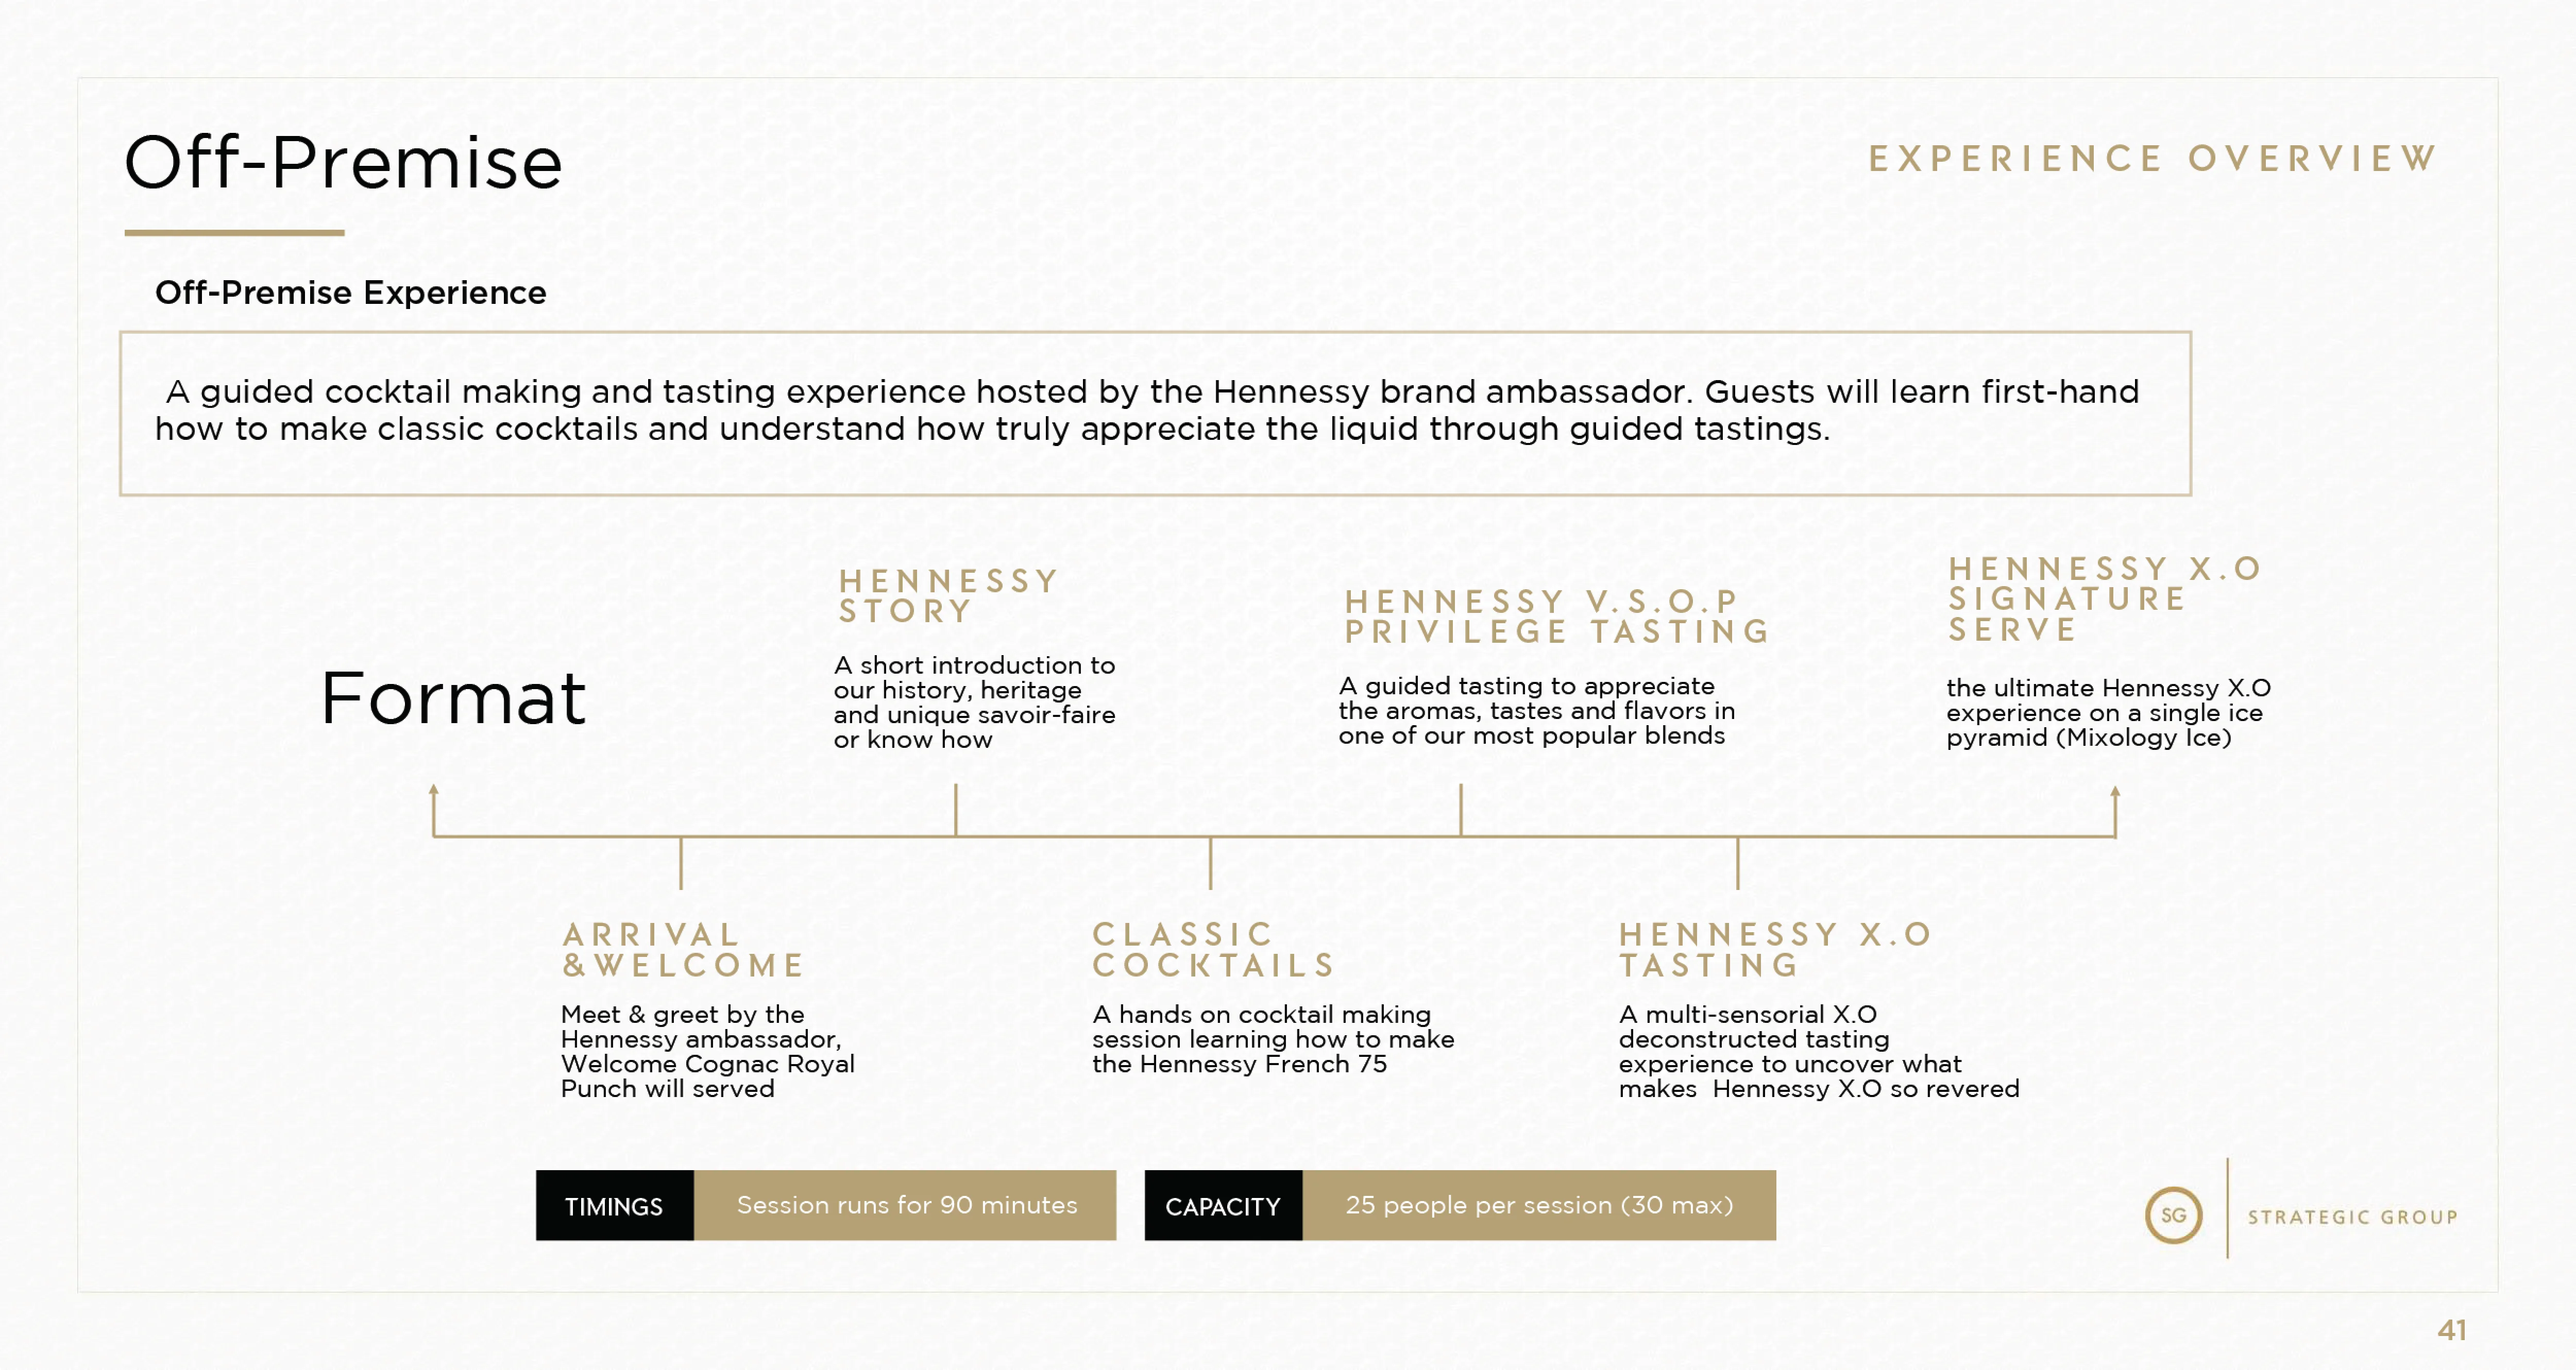 Off-Premise
EXPERIENCE OVERVIEW
Off-Premise Experience
A guided cocktail making and tasting experience hosted by the Hennessy brand ambassador. Guests will learn first-hand
how to make classic cocktails and understand how truly appreciate the liquid through guided tastings.
Format
ARRIVAL
&WELCOME
Meet & greet by the
Hennessy ambassador,
Welcome Cognac Royal
Punch will served
HENNESSY
STORY
A short introduction to
our history, heritage
and unique savoir-faire
or know how
CLASSIC
COCKTAILS
A hands on cocktail making
session learning how to make
the Hennessy French 75
HENNESSY V.S.O.P
PRIVILEGE TASTING
A guided tasting to appreciate
the aromas, tastes and flavors in
one of our most popular blends
HENNESSY X.O
TASTING
A multi-sensorial X.O
deconstructed tasting
experience to uncover what
makes  Hennessy X.O so revered
HENNESSY X.O
SIGNATURE
SERVE
the ultimate Hennessy X.O
experience on a single ice
pyramid (Mixology Ice)
TIMINGS
Session runs for 90 minutes
CAPACITY
25 people per session (30 max)
SG
STRATEGIC GROUP
41